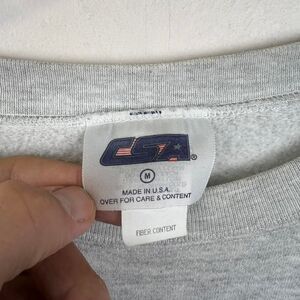 CSA®
M
MADE IN U.S.A.
OVER FOR CARE & CONTENT
FIBER CONTENT